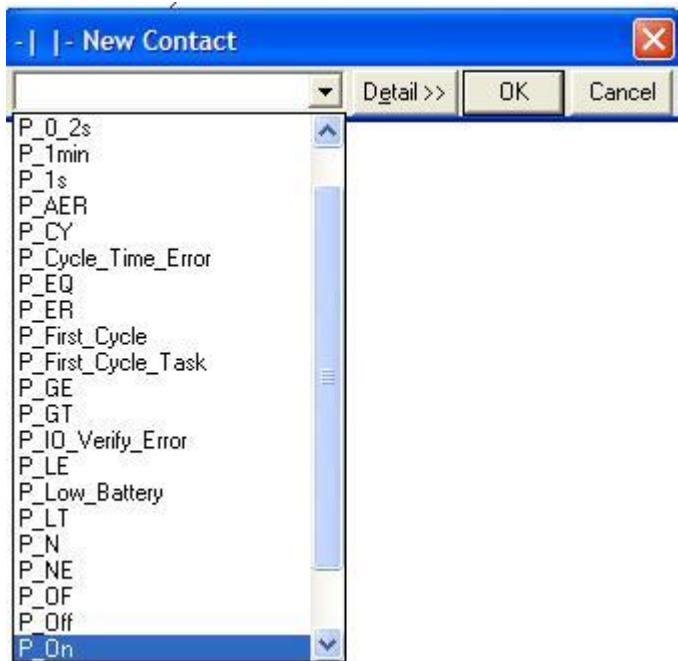 -| |- New Contact
Detail >> OK Cancel
P_0_2s
P_1min
P_1s
P_AER
P_CY
P_Cycle_Time_Error
P_EQ
P_ER
P_First_Cycle
P_First_Cycle_Task
P_GE
P_GT
P_IO_Verify_Error
P_LE
P_Low_Battery
P_LT
P_N
P_NE
P_OF
P_Off
P_On